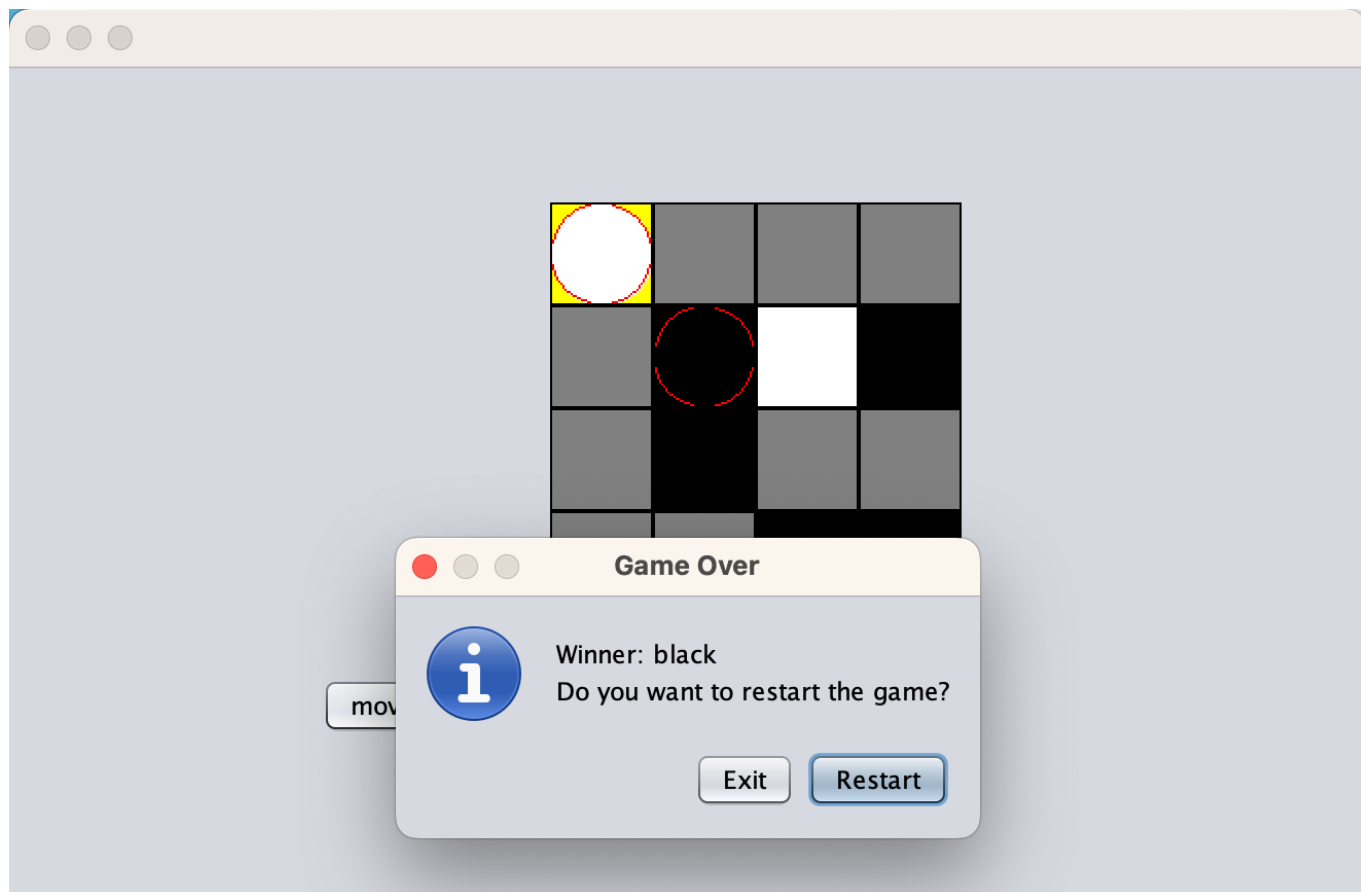 Game Over
Winner: black
Do you want to restart the game?
Exit
Restart